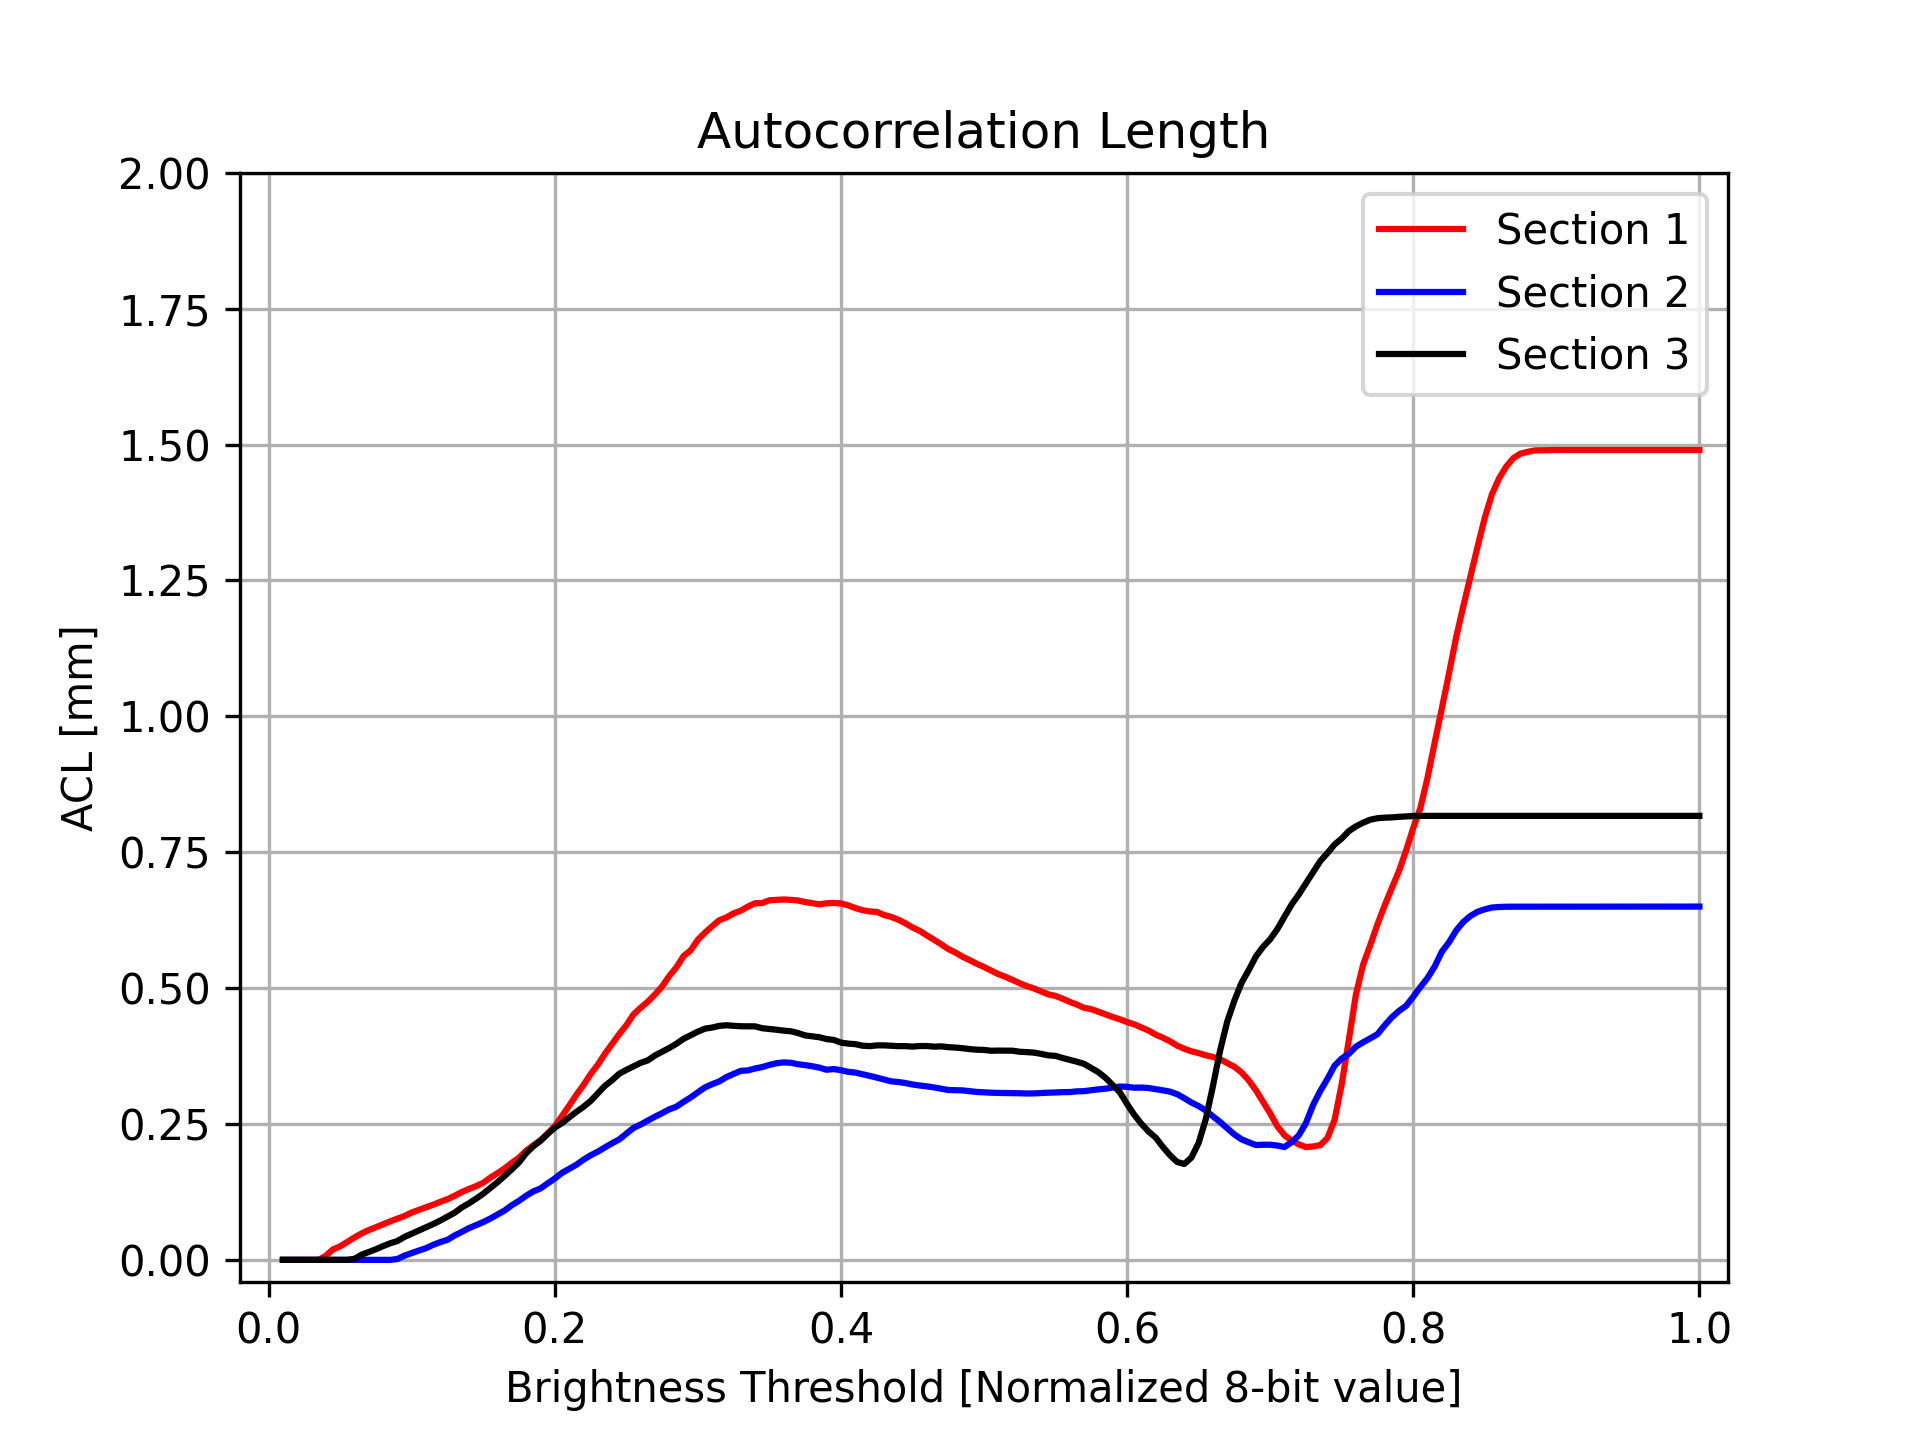 Autocorrelation Length
2.00
1.75
1.50
1.25
1.00
0.75
0.50
0.25
0.00
ACL [mm]
Section 1
Section 2
Section 3
0.0 0.2 0.4 0.6 0.8 1.0
Brightness Threshold [Normalized 8-bit value]